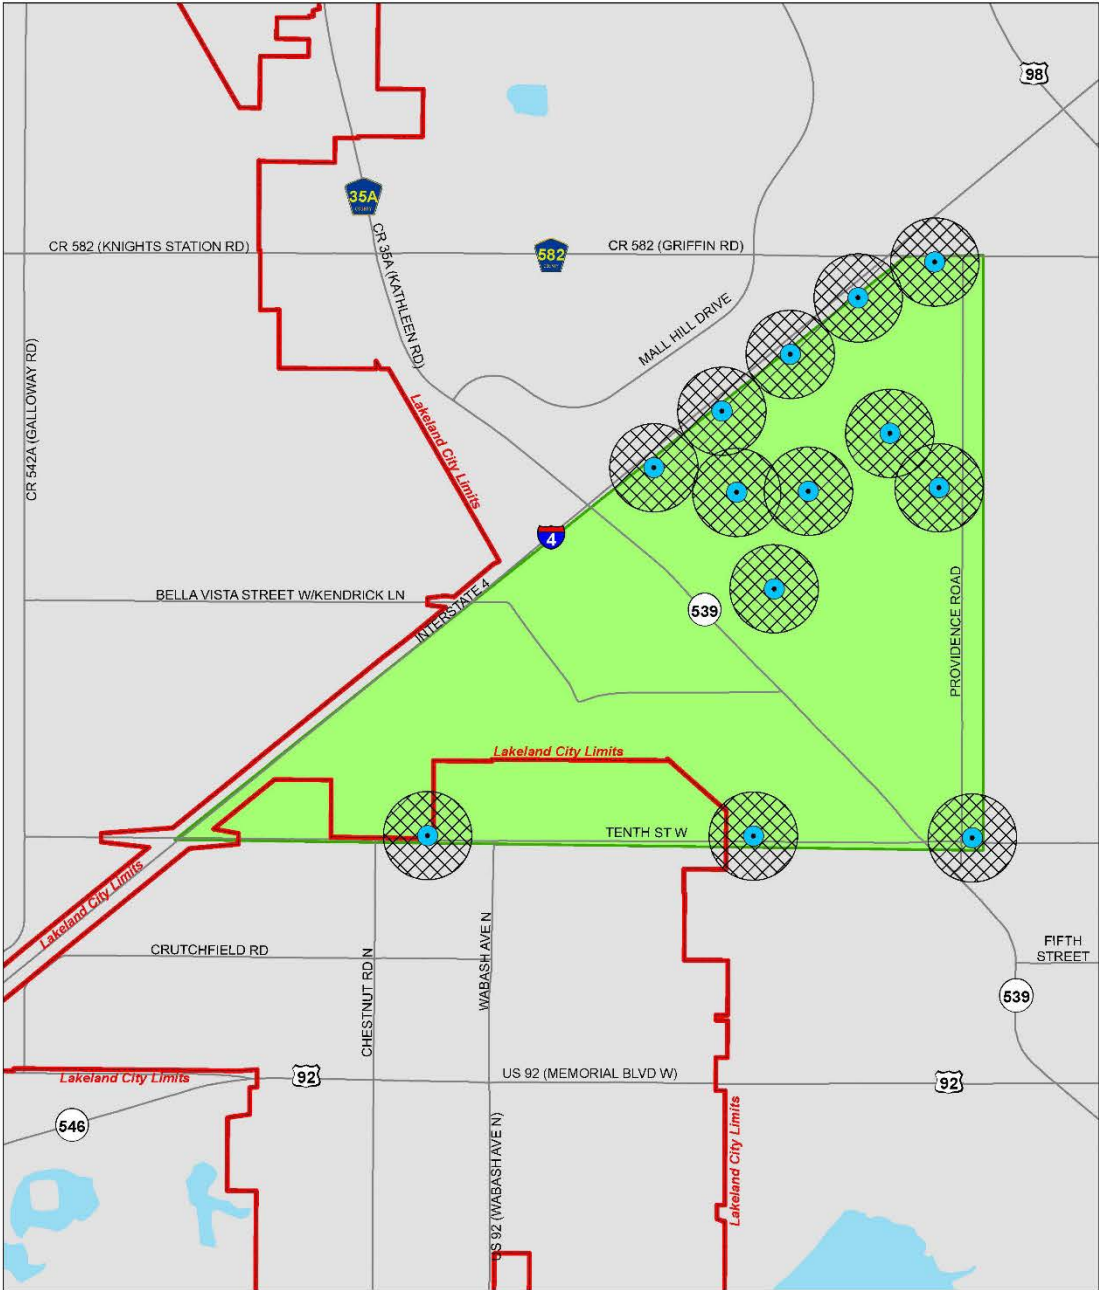 98
35A
COUNTY
CR 582 (KNIGHTS STATION RD)
582
COUNTY
CR 582 (GRIFFIN RD)
CR 35A (KATHLEEN RD)
MALL HILL DRIVE
CR 542A (GALLOWAY RD)
Lakeland City Limits
4
BELLA VISTA STREET W/KENDRICK LN
INTERSTATE 4
539
PROVIDENCE ROAD
Lakeland City Limits
TENTH ST W
Lakeland City Limits
CRUTCHFIELD RD
CHESTNUT RD N
WABASH AVE N
FIFTH
STREET
539
Lakeland City Limits
92
US 92 (MEMORIAL BLVD W)
92
546
US 92 (WABASH AVE N)
Lakeland City Limits